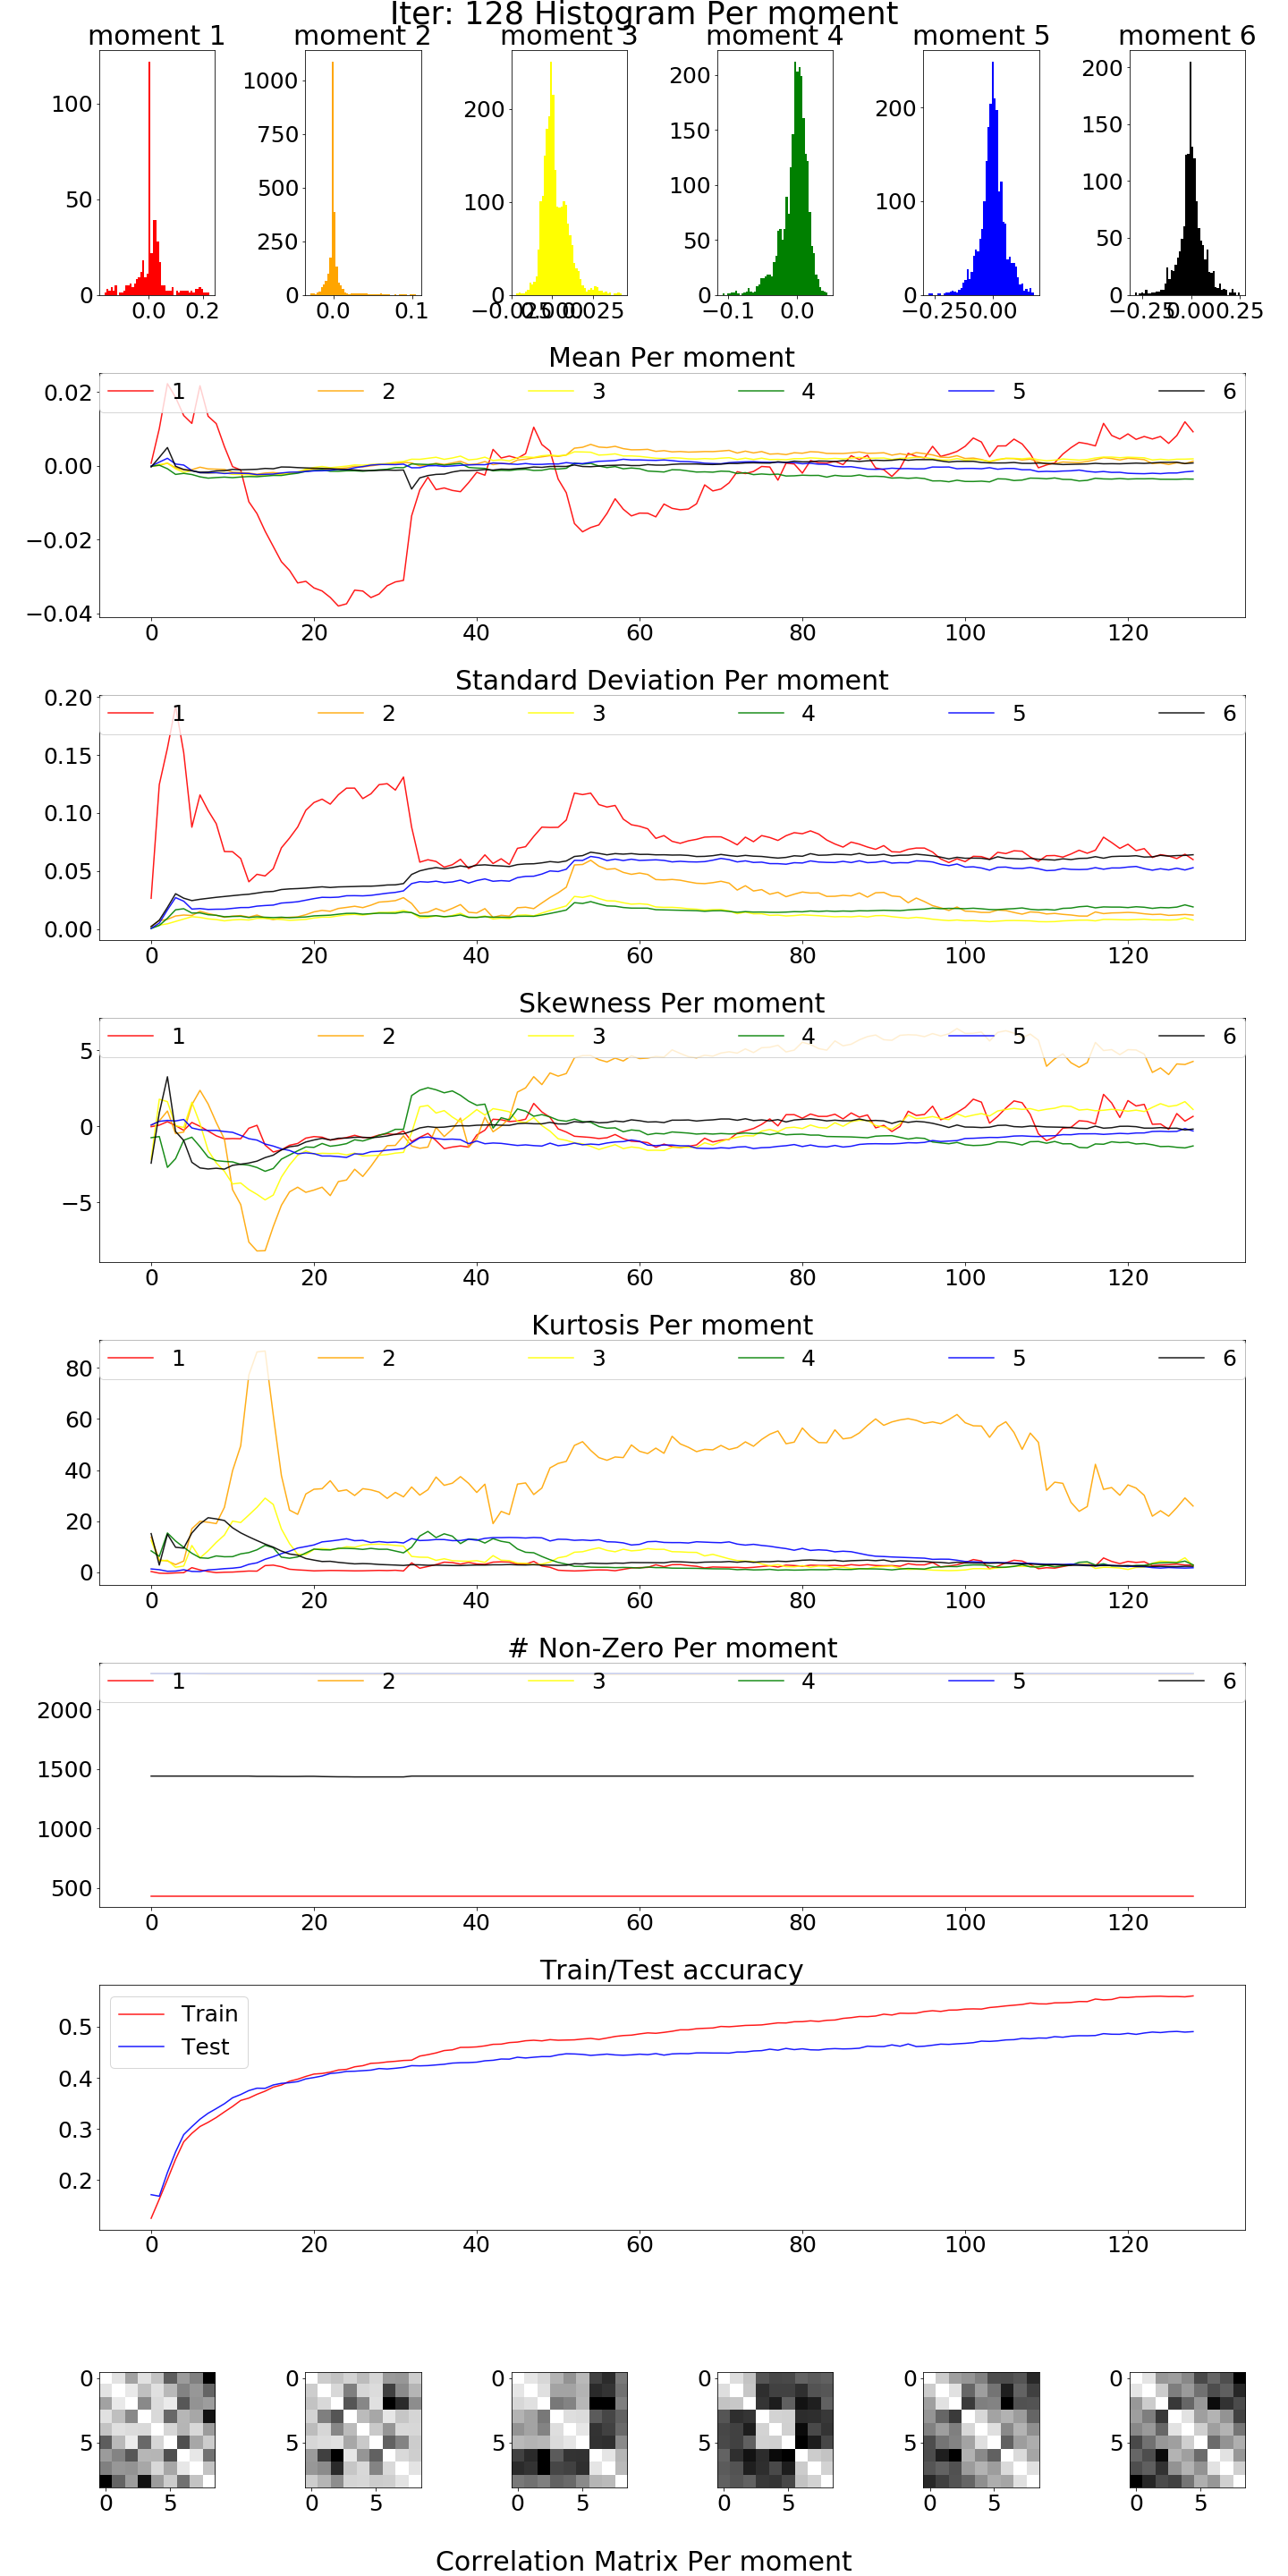 Iter: 128 Histogram Per moment
moment 1 moment 2 moment 3 moment 4 moment 5 moment 6
100
50
0
0.0 0.2
1000
750
500
250
0
0.0 0.1
200
100
0
−0.025 0.000 0.025
200
150
100
50
0
−0.1 0.0
200
100
0
−0.25 0.00
200
150
100
50
0
−0.25 0.00 0.25
Mean Per moment
1 2 3 4 5 6
0.02
0.00
−0.02
−0.04
0 20 40 60 80 100 120
Standard Deviation Per moment
1 2 3 4 5 6
0.20
0.15
0.10
0.05
0.00
0 20 40 60 80 100 120
Skewness Per moment
1 2 3 4 5 6
5
0
−5
0 20 40 60 80 100 120
Kurtosis Per moment
1 2 3 4 5 6
80
60
40
20
0
0 20 40 60 80 100 120
# Non-Zero Per moment
1 2 3 4 5 6
2000
1500
1000
500
0 20 40 60 80 100 120
Train/Test accuracy
Train
Test
0.5
0.4
0.3
0.2
0 20 40 60 80 100 120
0 0 0 0 0 0
5 5 5 5 5 5
0 5 0 5 0 5 0 5 0 5 0 5
Correlation Matrix Per moment